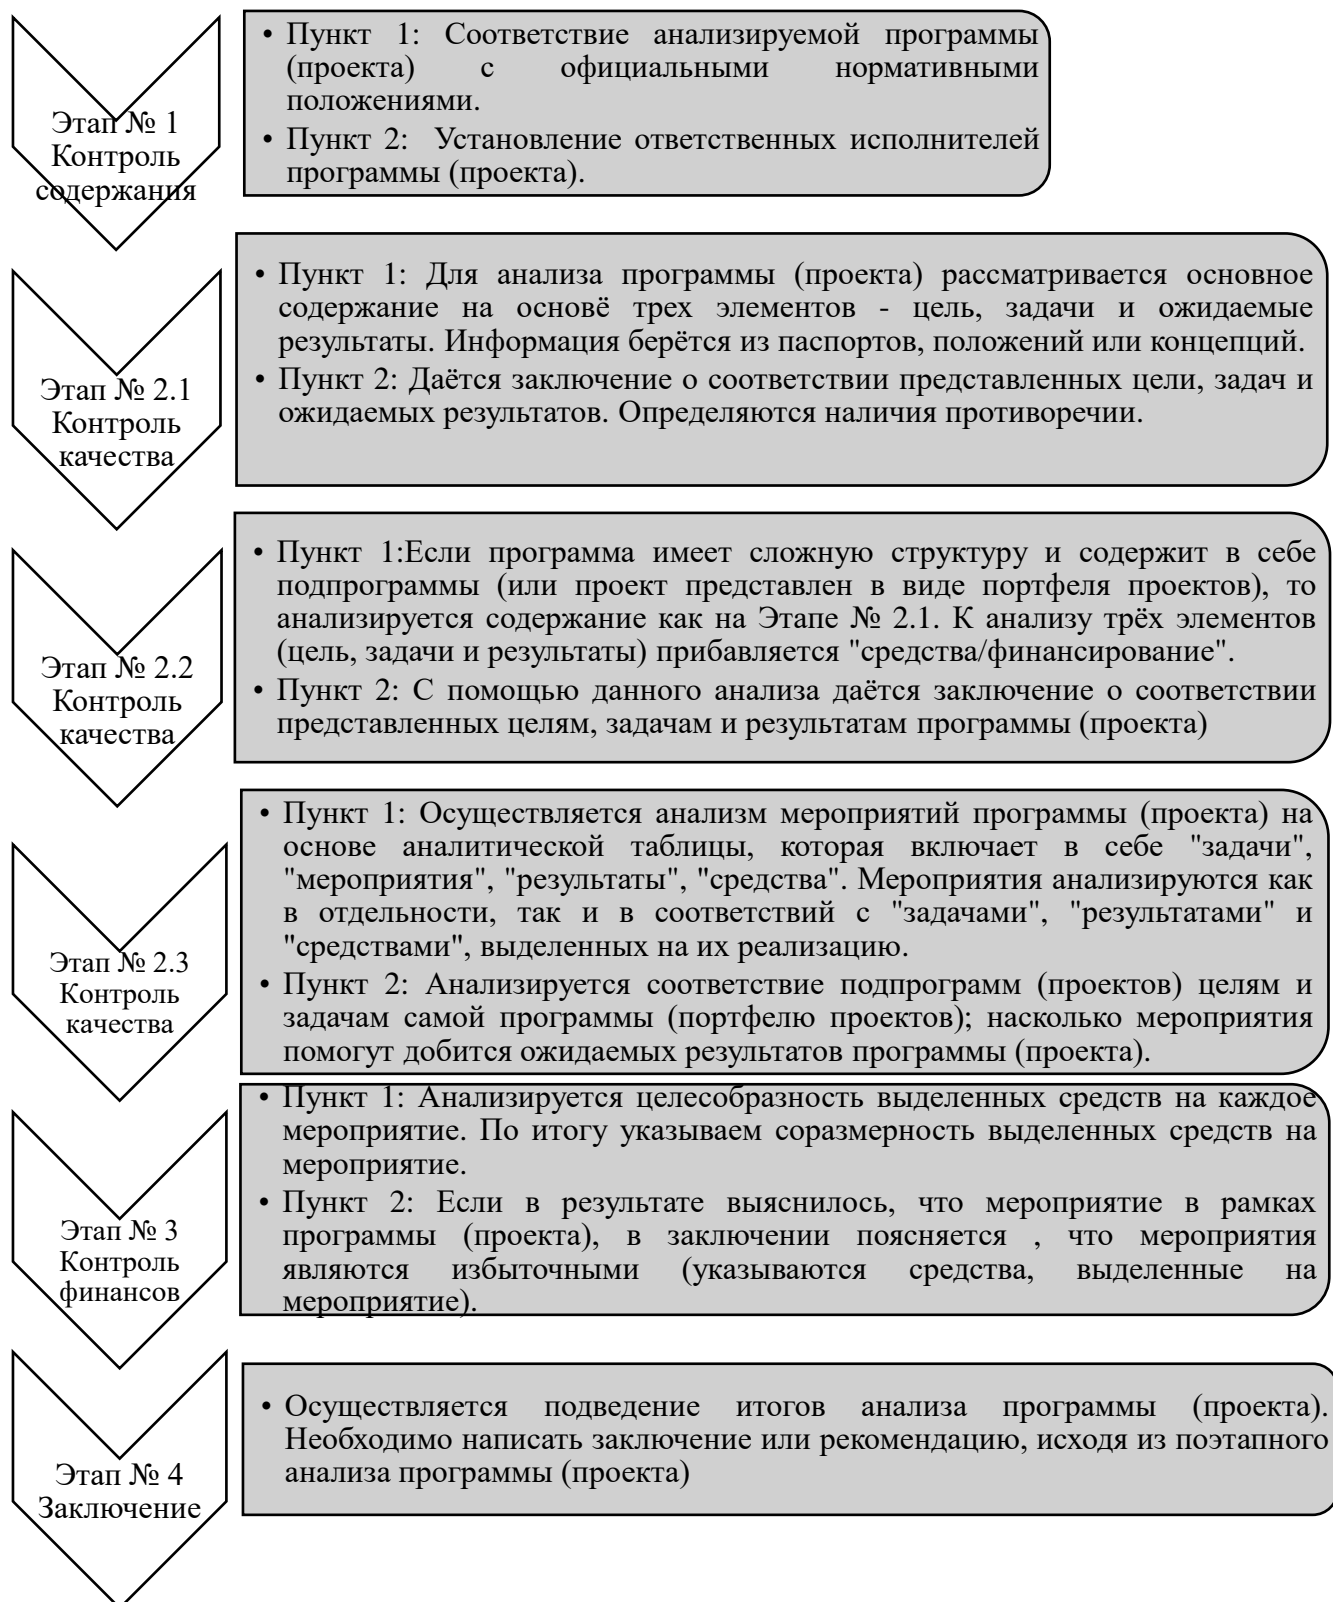 Этап № 1
Контроль
содержания
• Пункт 1: Соответствие анализируемой программы
(проекта) с официальными нормативными
положениями.
• Пункт 2: Установление ответственных исполнителей
программы (проекта).
Этап № 2.1
Контроль
качества
• Пункт 1: Для анализа программы (проекта) рассматривается основное
содержание на основё трех элементов - цель, задачи и ожидаемые
результаты. Информация берётся из паспортов, положений или концепций.
• Пункт 2: Даётся заключение о соответствии представленных цели, задач и
ожидаемых результатов. Определяются наличия противоречии.
Этап № 2.2
Контроль
качества
• Пункт 1:Если программа имеет сложную структуру и содержит в себе
подпрограммы (или проект представлен в виде портфеля проектов), то
анализируется содержание как на Этапе № 2.1. К анализу трёх элементов
(цель, задачи и результаты) прибавляется "средства/финансирование".
• Пункт 2: С помощью данного анализа даётся заключение о соответствии
представленных целям, задачам и результатам программы (проекта)
Этап № 2.3
Контроль
качества
• Пункт 1: Осуществляется анализм мероприятий программы (проекта) на
основе аналитической таблицы, которая включает в себе "задачи",
"мероприятия", "результаты", "средства". Мероприятия анализируются как
в отдельности, так и в соответствий с "задачами", "результатами" и
"средствами", выделенных на их реализацию.
• Пункт 2: Анализируется соответствие подпрограмм (проектов) целям и
задачам самой программы (портфелю проектов); насколько мероприятия
помогут добится ожидаемых результатов программы (проекта).
Этап № 3
Контроль
финансов
• Пункт 1: Анализируется целесобразность выделенных средств на каждое
мероприятие. По итогу указываем соразмерность выделенных средств на
мероприятие.
• Пункт 2: Если в результате выяснилось, что мероприятие в рамках
программы (проекта), в заключении поясняется , что мероприятия
являются избыточными (указываются средства, выделенные на
мероприятие).
Этап № 4
Заключение
• Осуществляется подведение итогов анализа программы (проекта).
Необходимо написать заключение или рекомендацию, исходя из поэтапного
анализа программы (проекта)